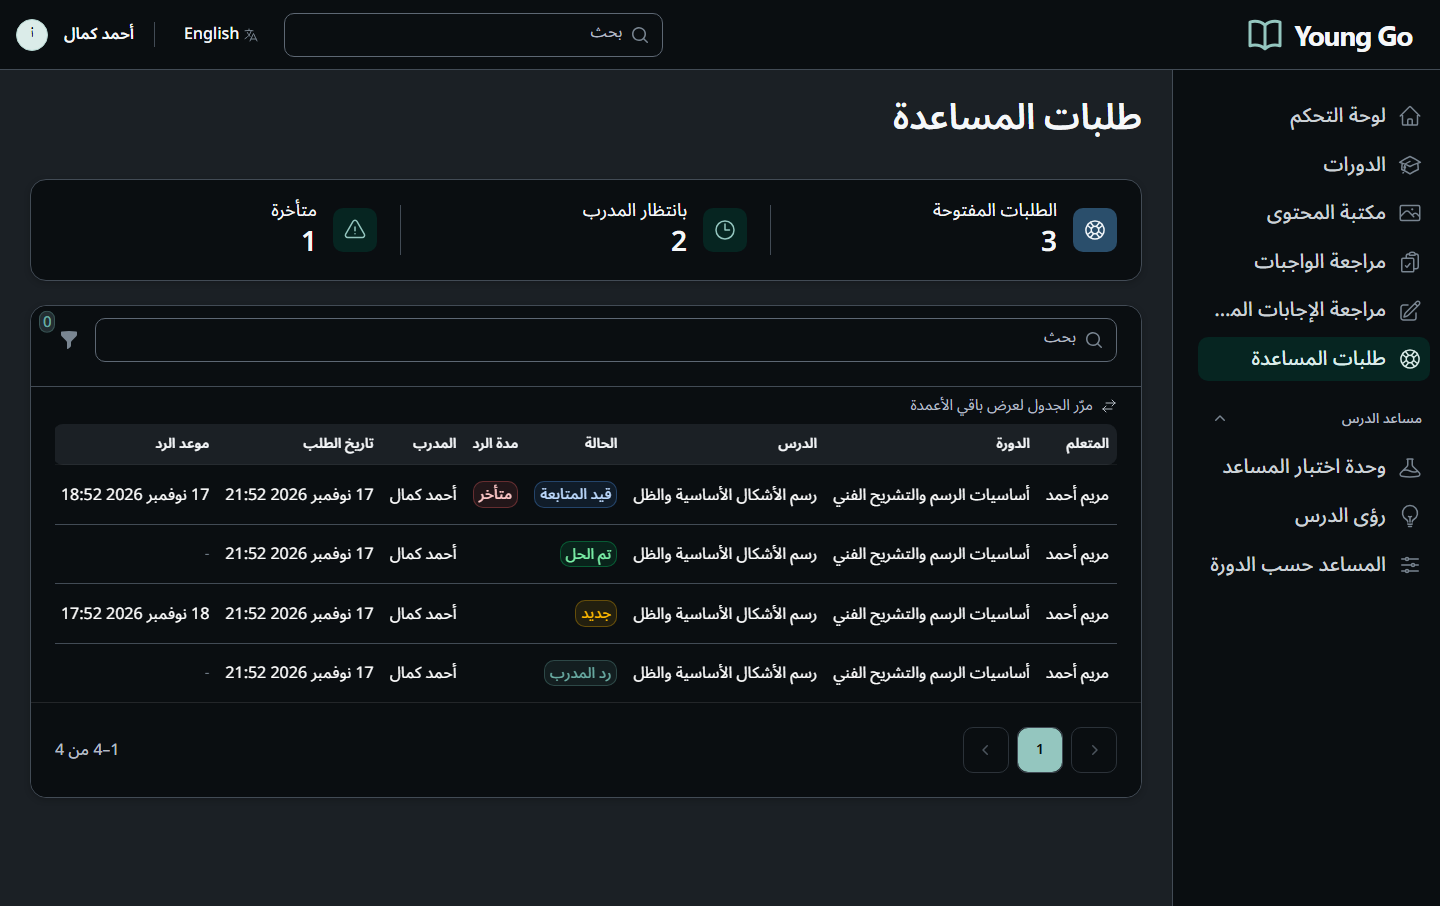 Young Go
بحث
English
أحمد كمال
أ
لوحة التحكم
الدورات
مكتبة المحتوى
مراجعة الواجبات
مراجعة الإجابات المـ...
طلبات المساعدة
مساعد الدرس
وحدة اختبار المساعد
رؤى الدرس
المساعد حسب الدورة
طلبات المساعدة
الطلبات المفتوحة
3
بانتظار المدرب
2
متأخرة
1
بحث
0
مرّر الجدول لعرض باقي الأعمدة
المتعلم الدورة الدرس الحالة مدة الرد المدرب تاريخ الطلب موعد الرد
مريم أحمد أساسيات الرسم والتشريح الفني رسم الأشكال الأساسية والظل قيد المتابعة متأخر أحمد كمال 17 نوفمبر 2026 21:52 17 نوفمبر 2026 18:52
مريم أحمد أساسيات الرسم والتشريح الفني رسم الأشكال الأساسية والظل تم الحل أحمد كمال 17 نوفمبر 2026 21:52 -
مريم أحمد أساسيات الرسم والتشريح الفني رسم الأشكال الأساسية والظل جديد أحمد كمال 17 نوفمبر 2026 21:52 18 نوفمبر 2026 17:52
مريم أحمد أساسيات الرسم والتشريح الفني رسم الأشكال الأساسية والظل رد المدرب أحمد كمال 17 نوفمبر 2026 21:52 -
1
1–4 من 4